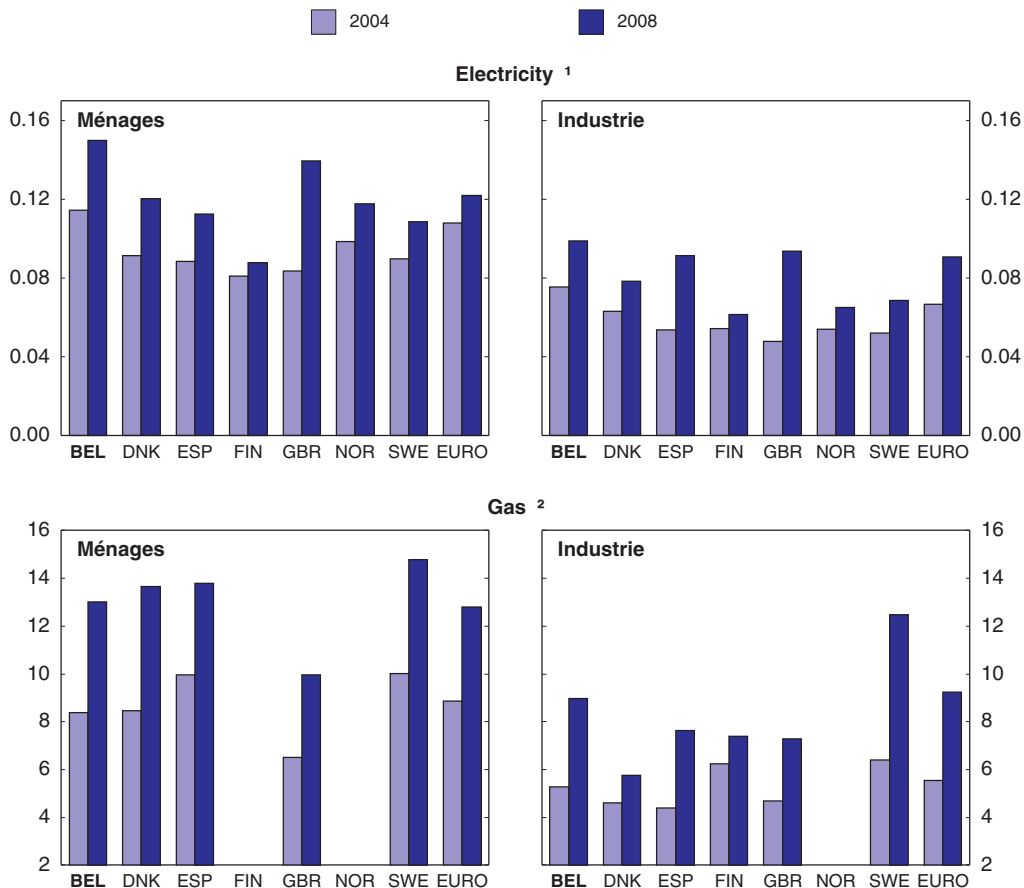 2004 2008
Electricity ¹
Ménages Industrie
0.16 0.16
0.12 0.12
0.08 0.08
0.04 0.04
0.00 0.00
BEL DNK ESP FIN GBR NOR SWE EURO BEL DNK ESP FIN GBR NOR SWE EURO
Gas ²
16 16
Ménages Industrie
14 14
12 12
10 10
8 8
6 6
4 4
2 2
BEL DNK ESP FIN GBR NOR SWE EURO BEL DNK ESP FIN GBR NOR SWE EURO